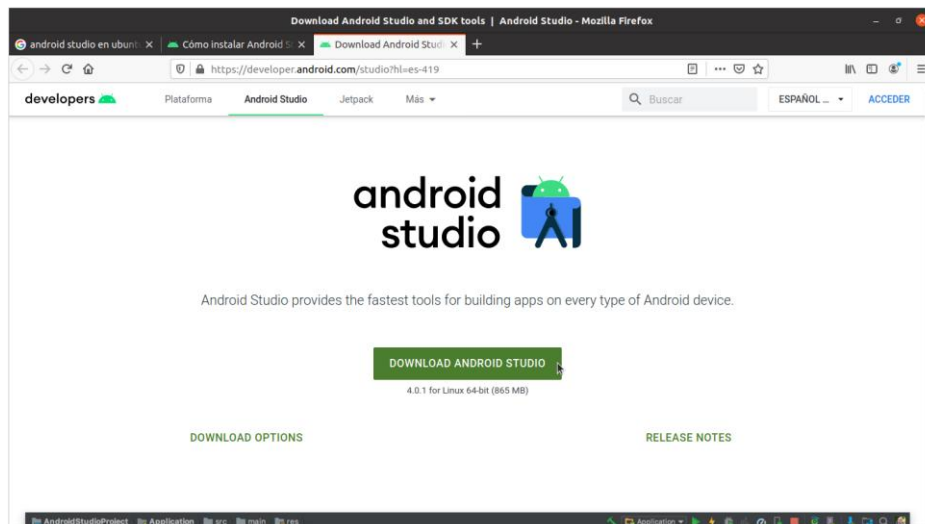 Download Android Studio and SDK tools | Android Studio - Mozilla Firefox
android studio en ubunt
Cómo instalar Android S
Download Android Studi
https://developer.android.com/studio?hl=es-419
developers
Plataforma
Android Studio
Jetpack
Más
Buscar
ESPAÑOL ...
ACCEDER
android
studio
Android Studio provides the fastest tools for building apps on every type of Android device.
DOWNLOAD ANDROID STUDIO
4.0.1 for Linux 64-bit (865 MB)
DOWNLOAD OPTIONS
RELEASE NOTES
AndroidStudioProject
Application
src
main
res
Application